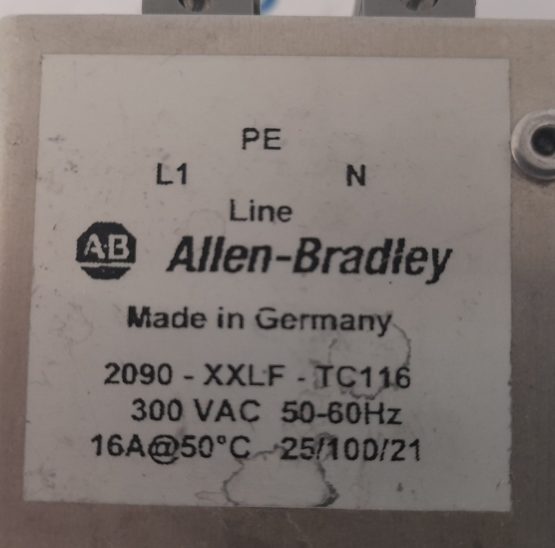 PE
L1 N
Line
AB Allen-Bradley
Made in Germany
2090 - XXLF - TC116
300 VAC 50-60Hz
16A@50°C 25/100/21